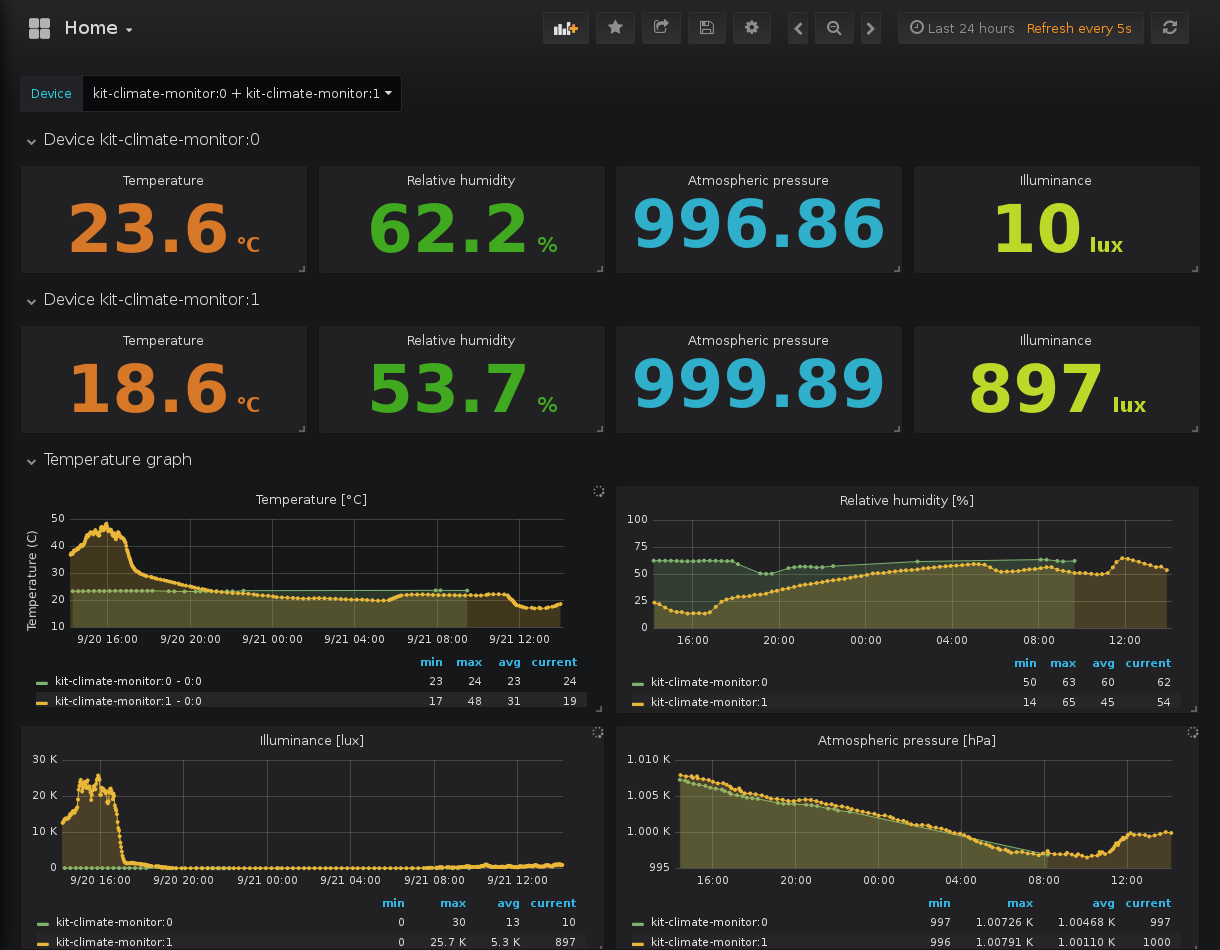 Home
Last 24 hours Refresh every 5s
Device kit-climate-monitor:0 + kit-climate-monitor:1
Device kit-climate-monitor:0
Temperature Relative humidity Atmospheric pressure Illuminance
23.6 °C 62.2 % 996.86 10 lux
Device kit-climate-monitor:1
Temperature Relative humidity Atmospheric pressure Illuminance
18.6 °C 53.7 % 999.89 897 lux
Temperature graph
Temperature [°C]
Temperature (C)
50
40
30
20
10
9/20 16:00 9/20 20:00 9/21 00:00 9/21 04:00 9/21 08:00 9/21 12:00
min max avg current
kit-climate-monitor:0 - 0:0 23 24 23 24
kit-climate-monitor:1 - 0:0 17 48 31 19
Relative humidity [%]
100
75
50
25
0
16:00 20:00 00:00 04:00 08:00 12:00
min max avg current
kit-climate-monitor:0 50 63 60 62
kit-climate-monitor:1 14 65 45 54
Illuminance [lux]
30 K
20 K
10 K
0
9/20 16:00 9/20 20:00 9/21 00:00 9/21 04:00 9/21 08:00 9/21 12:00
min max avg current
kit-climate-monitor:0 0 30 13 10
kit-climate-monitor:1 0 25.7 K 5.3 K 897
Atmospheric pressure [hPa]
1.010 K
1.005 K
1.000 K
995
16:00 20:00 00:00 04:00 08:00 12:00
min max avg current
kit-climate-monitor:0 997 1.00726 K 1.00468 K 997
kit-climate-monitor:1 996 1.00791 K 1.00110 K 1000